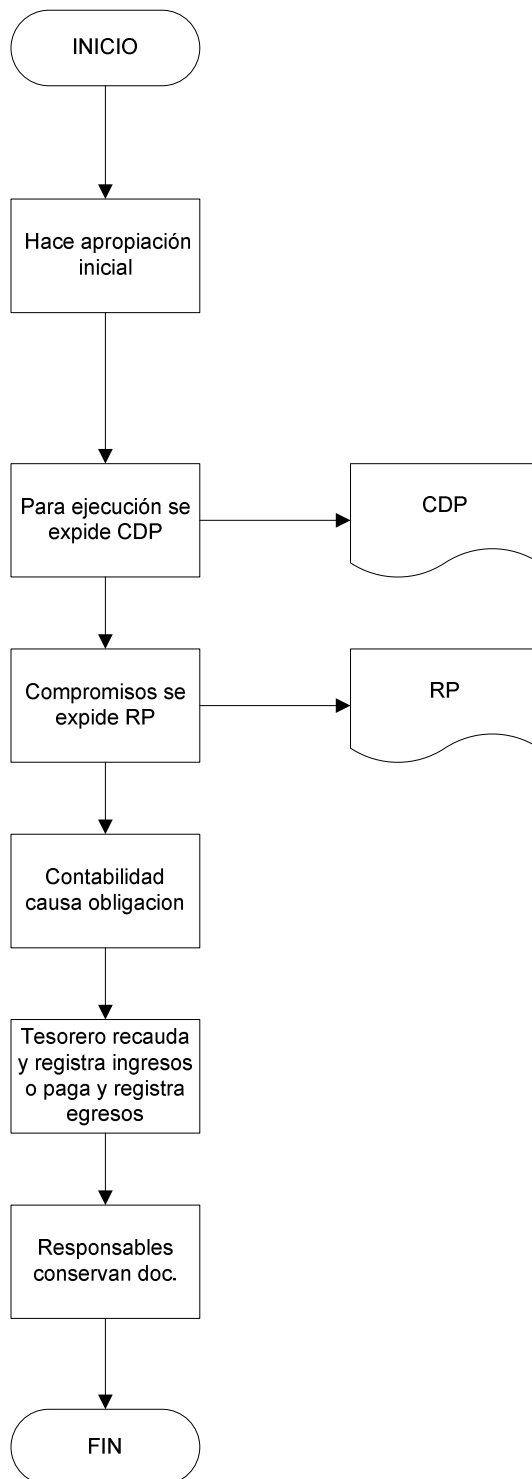 INICIO
Hace apropiación
inicial
Para ejecución se
expide CDP
CDP
Compromisos se
expide RP
RP
Contabilidad
causa obligacion
Tesorero recauda
y registra ingresos
o paga y registra
egresos
Responsables
conservan doc.
FIN